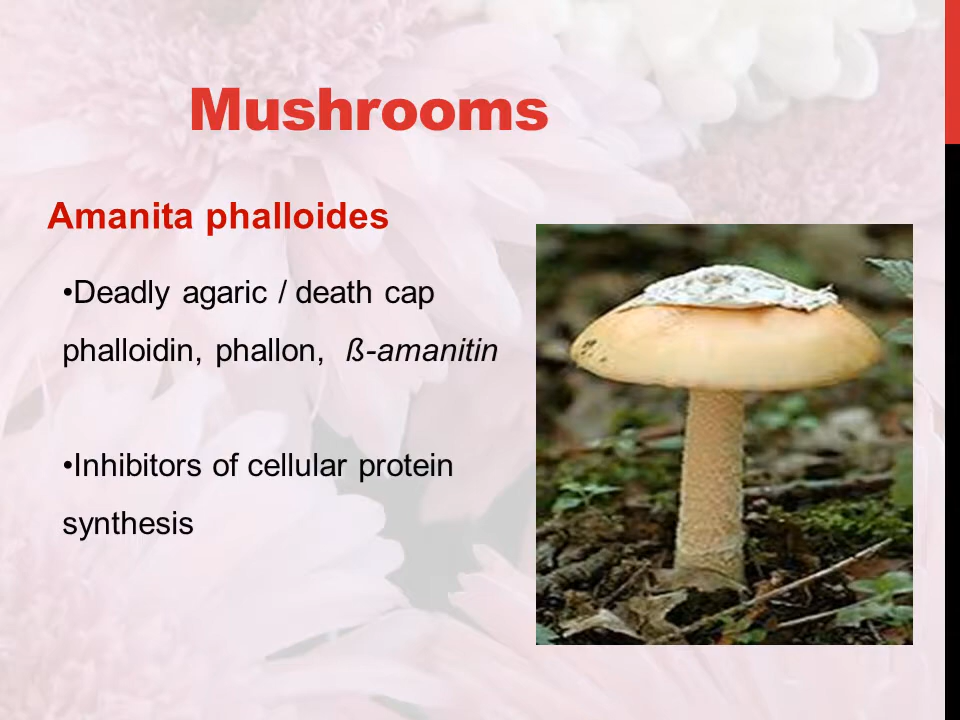 Mushrooms
Amanita phalloides
•Deadly agaric / death cap
phalloidin, phallon, ß-amanitin
•Inhibitors of cellular protein
synthesis